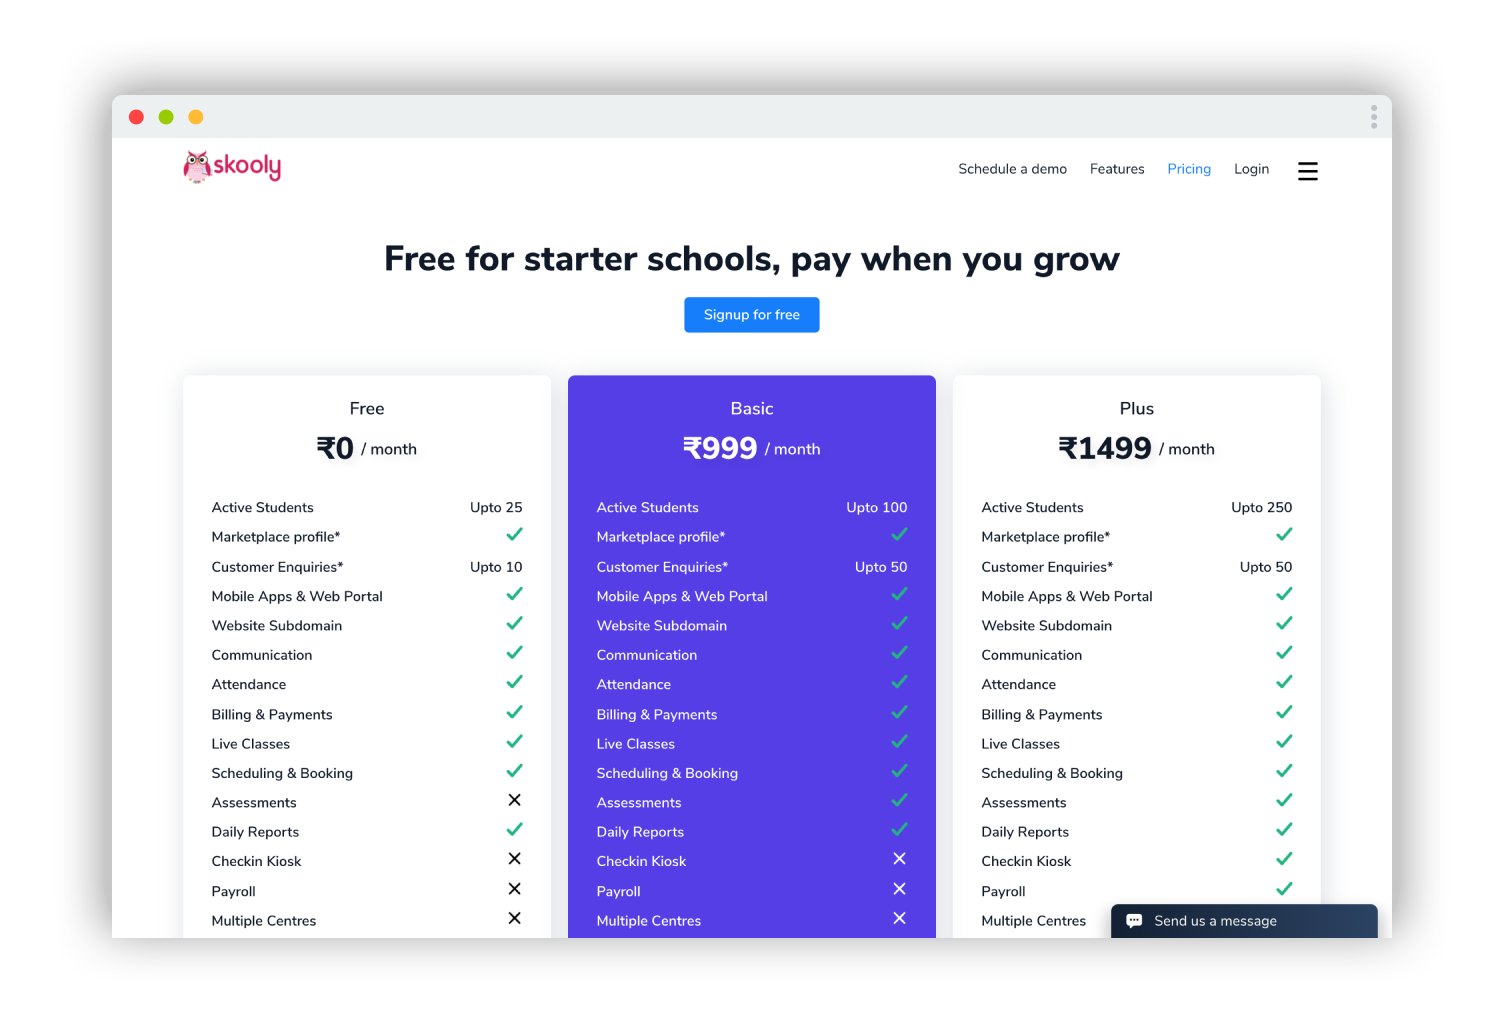 skooly
Schedule a demo Features Pricing Login
Free for starter schools, pay when you grow
Signup for free
Free
₹0 / month
Active Students Upto 25
Marketplace profile*
Customer Enquiries* Upto 10
Mobile Apps & Web Portal
Website Subdomain
Communication
Attendance
Billing & Payments
Live Classes
Scheduling & Booking
Assessments
Daily Reports
Checkin Kiosk
Payroll
Multiple Centres
Basic
₹999 / month
Active Students Upto 100
Marketplace profile*
Customer Enquiries* Upto 50
Mobile Apps & Web Portal
Website Subdomain
Communication
Attendance
Billing & Payments
Live Classes
Scheduling & Booking
Assessments
Daily Reports
Checkin Kiosk
Payroll
Multiple Centres
Plus
₹1499 / month
Active Students Upto 250
Marketplace profile*
Customer Enquiries* Upto 50
Mobile Apps & Web Portal
Website Subdomain
Communication
Attendance
Billing & Payments
Live Classes
Scheduling & Booking
Assessments
Daily Reports
Checkin Kiosk
Payroll
Multiple Centres
Send us a message